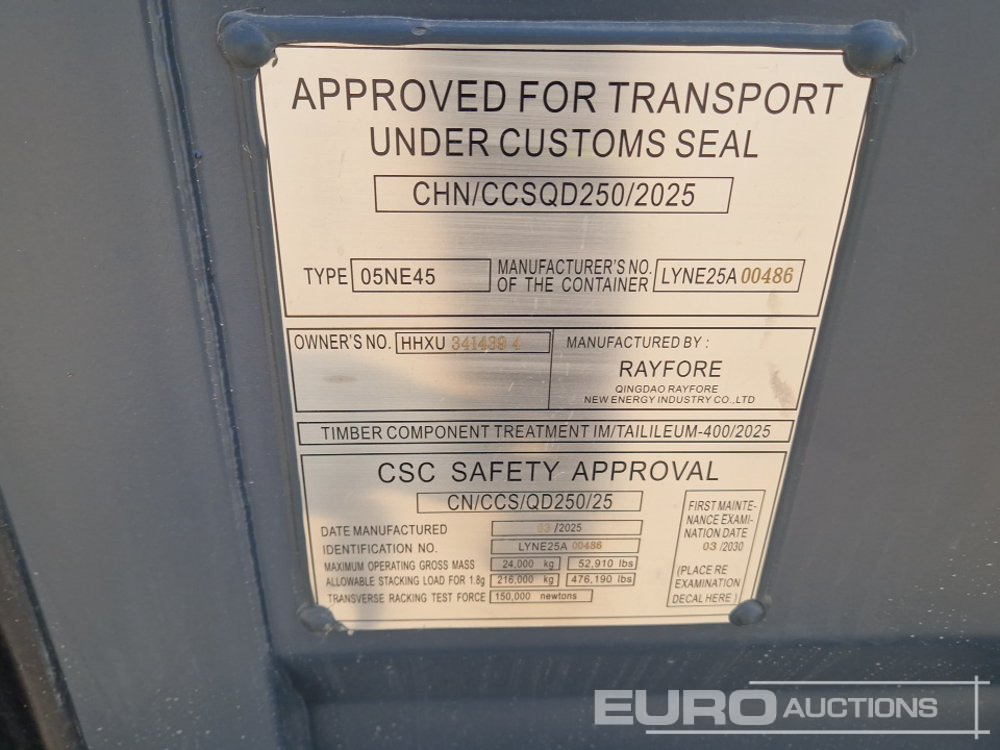 APPROVED FOR TRANSPORT
UNDER CUSTOMS SEAL
CHN/CCSQD250/2025
TYPE 05NE45 MANUFACTURER'S NO. OF THE CONTAINER LYNE25A 00486
OWNER'S NO. HHXU 341439 4
MANUFACTURED BY :
RAYFORE
QINGDAO RAYFORE
NEW ENERGY INDUSTRY CO.,LTD
TIMBER COMPONENT TREATMENT IM/TAILILEUM-400/2025
CSC SAFETY APPROVAL
CN/CCS/QD250/25
DATE MANUFACTURED 03 /2025
IDENTIFICATION NO. LYNE25A 00486
MAXIMUM OPERATING GROSS MASS 24,000 kg 52,910 lbs
ALLOWABLE STACKING LOAD FOR 1.8g 216,000 kg 476,190 lbs
TRANSVERSE RACKING TEST FORCE 150,000 newtons
FIRST MAINTE-
NANCE EXAMI-
NATION DATE
03 /2030
(PLACE RE
EXAMINATION
DECAL HERE )
EURO AUCTIONS